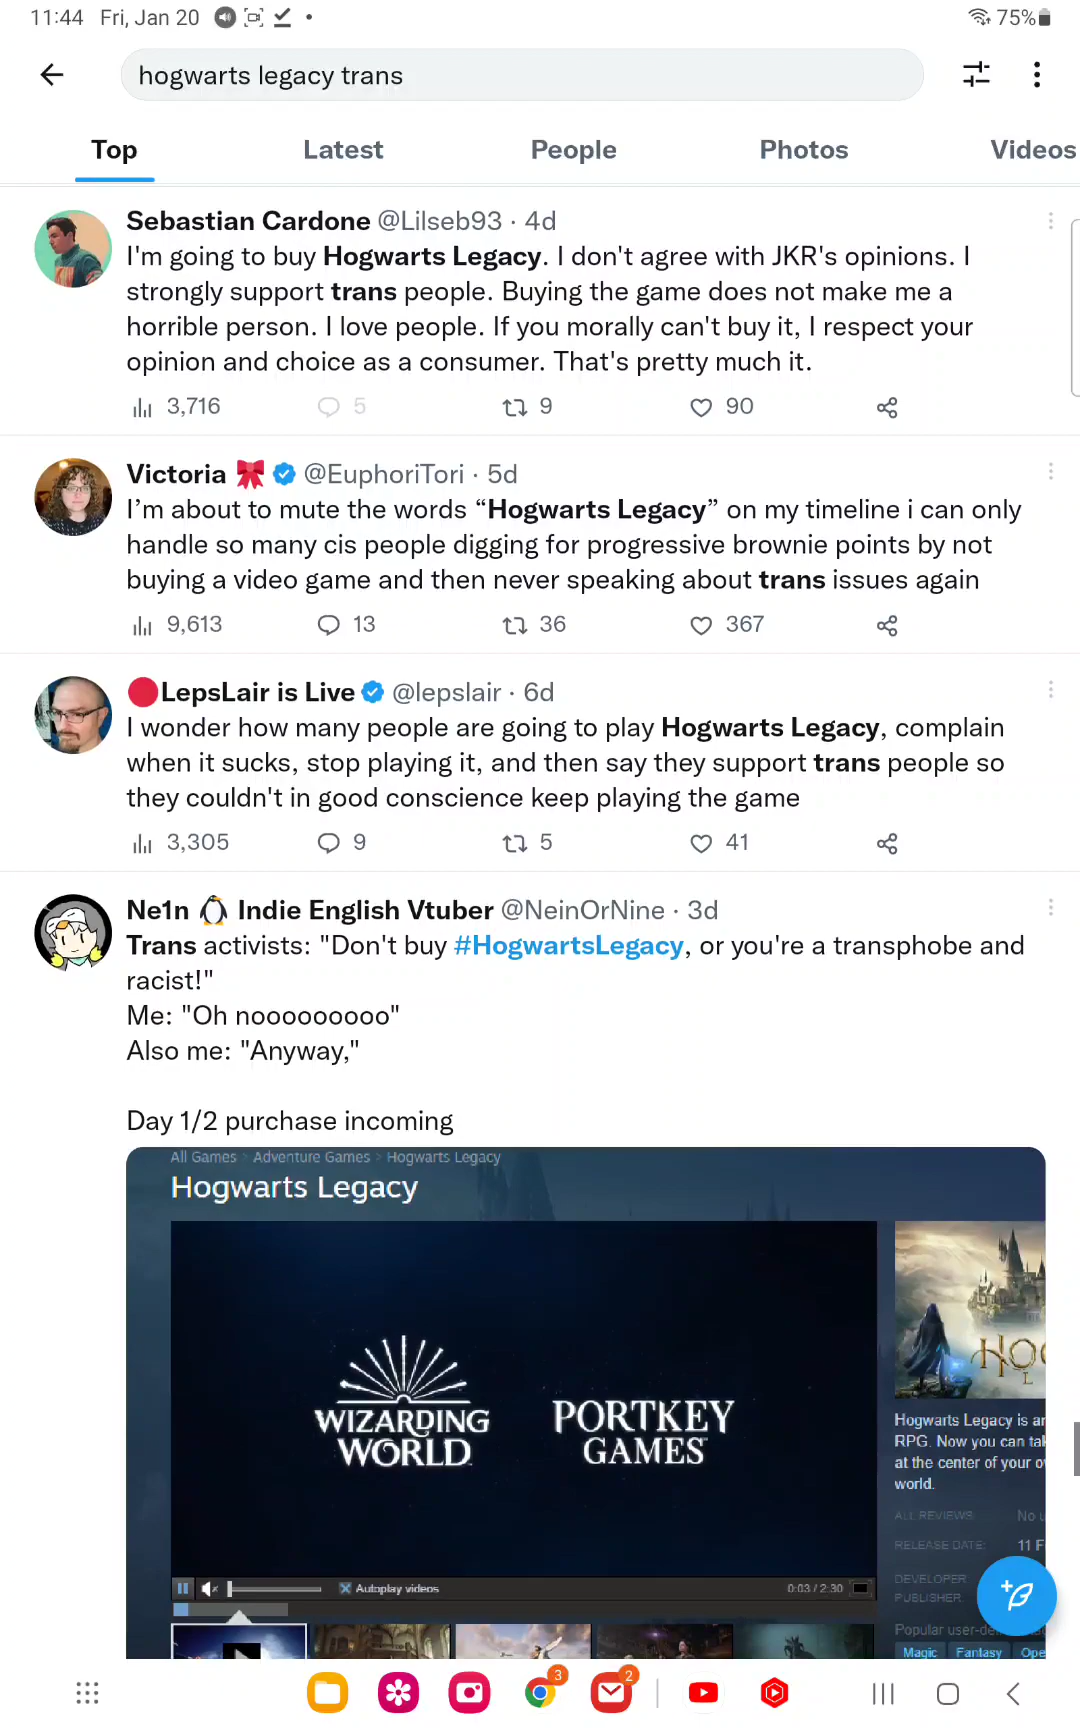 11:44 Fri, Jan 20
75%
hogwarts legacy trans
Top Latest People Photos Videos
Sebastian Cardone @Lilseb93 · 4d
I'm going to buy Hogwarts Legacy. I don't agree with JKR's opinions. I
strongly support trans people. Buying the game does not make me a
horrible person. I love people. If you morally can't buy it, I respect your
opinion and choice as a consumer. That's pretty much it.
3,716 5 9 90
Victoria 🎀 @EuphoriTori · 5d
I’m about to mute the words “Hogwarts Legacy” on my timeline i can only
handle so many cis people digging for progressive brownie points by not
buying a video game and then never speaking about trans issues again
9,613 13 36 367
🔴LepsLair is Live @lepslair · 6d
I wonder how many people are going to play Hogwarts Legacy, complain
when it sucks, stop playing it, and then say they support trans people so
they couldn't in good conscience keep playing the game
3,305 9 5 41
Ne1n 🐧 Indie English Vtuber @NeinOrNine · 3d
Trans activists: "Don't buy #HogwartsLegacy, or you're a transphobe and
racist!"
Me: "Oh nooooooooo"
Also me: "Anyway,"
Day 1/2 purchase incoming
All Games > Adventure Games > Hogwarts Legacy
Hogwarts Legacy
WIZARDING
WORLD
PORTKEY
GAMES
HO
L
Hogwarts Legacy is an
RPG. Now you can tak
at the center of your o
world.
ALL REVIEWS: No u
RELEASE DATE: 11 F
DEVELOPER
PUBLISHER:
Popular user-de
Magic Fantasy Ope
Autoplay videos
0:03 / 2:30
3
2